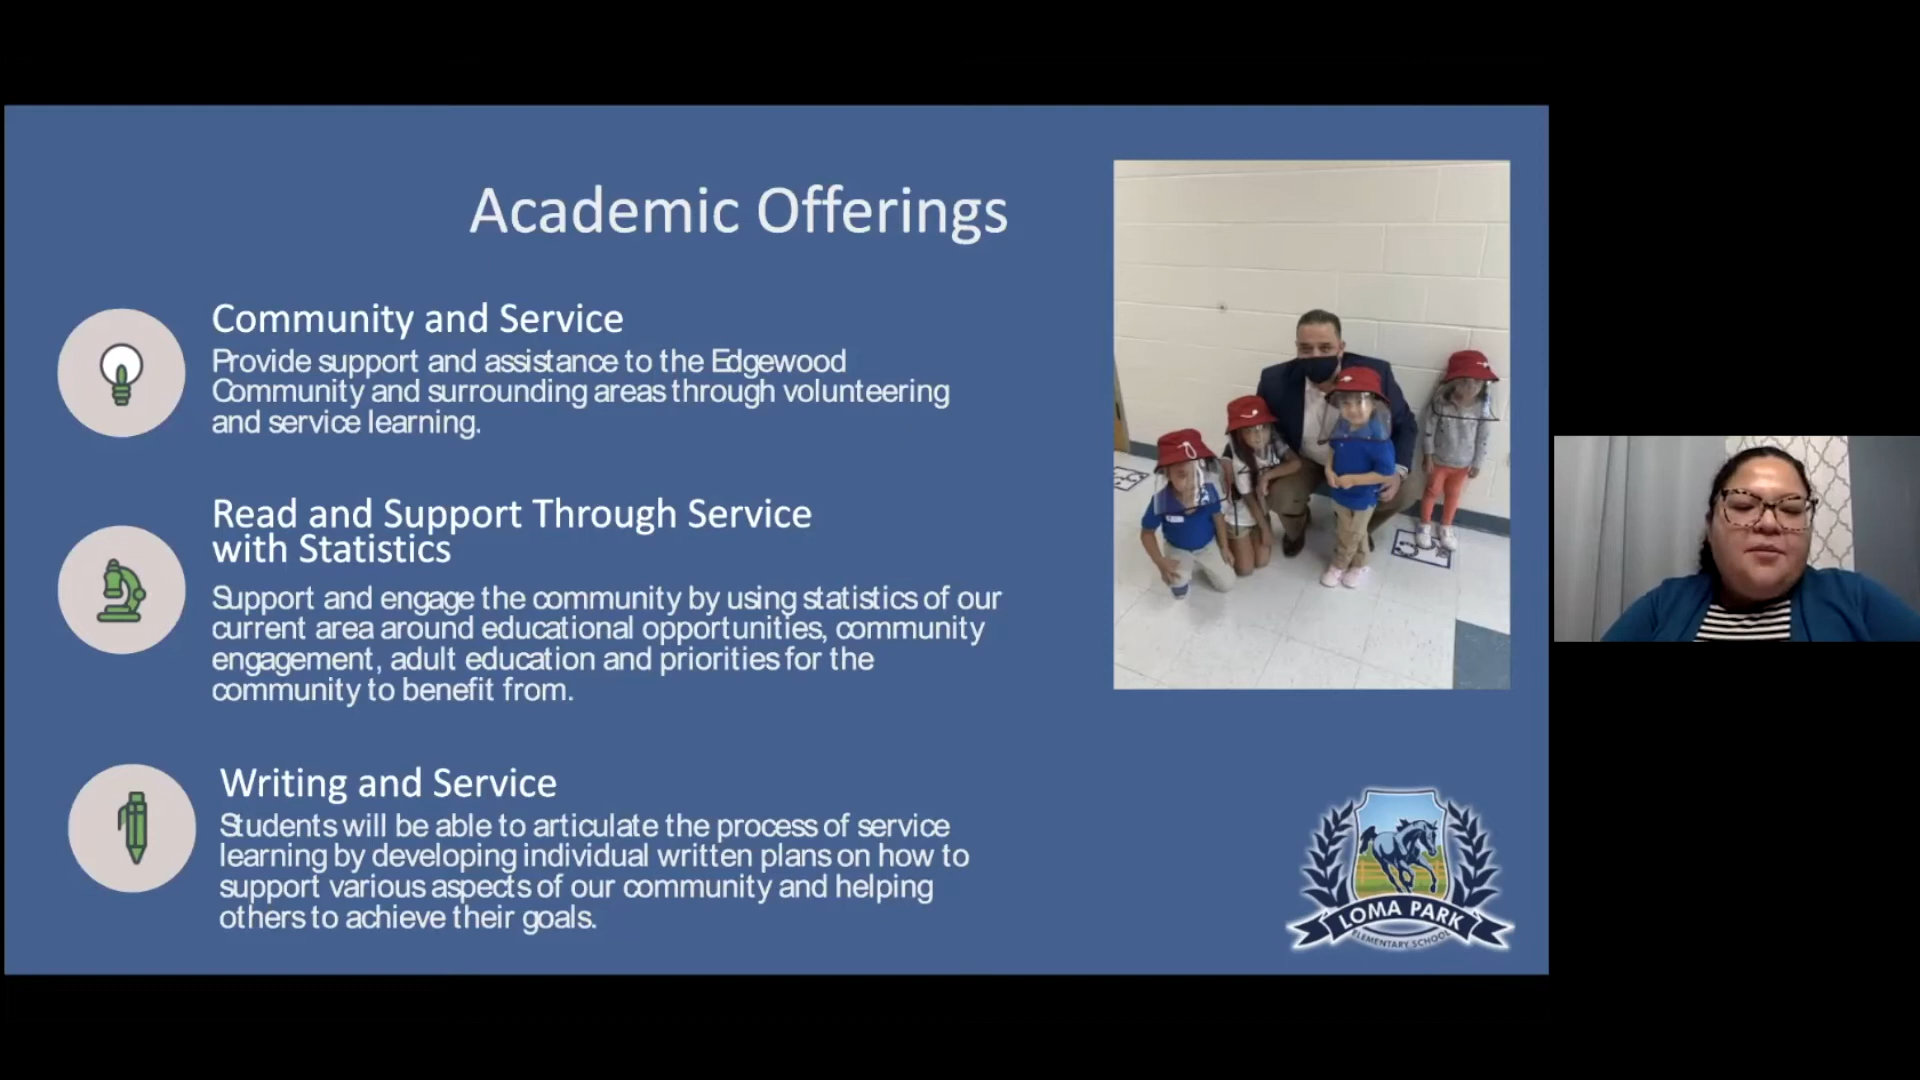 Academic Offerings
Community and Service
Provide support and assistance to the Edgewood
Community and surrounding areas through volunteering
and service learning.
Read and Support Through Service
with Statistics
Support and engage the community by using statistics of our
current area around educational opportunities, community
engagement, adult education and priorities for the
community to benefit from.
Writing and Service
Students will be able to articulate the process of service
learning by developing individual written plans on how to
support various aspects of our community and helping
others to achieve their goals.
LOMA PARK
ELEMENTARY SCHOOL